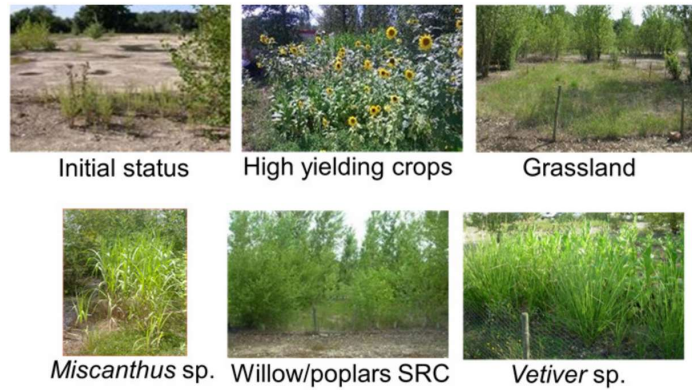 Initial status
High yielding crops
Grassland
Miscanthus sp.
Willow/poplars SRC
Vetiver sp.